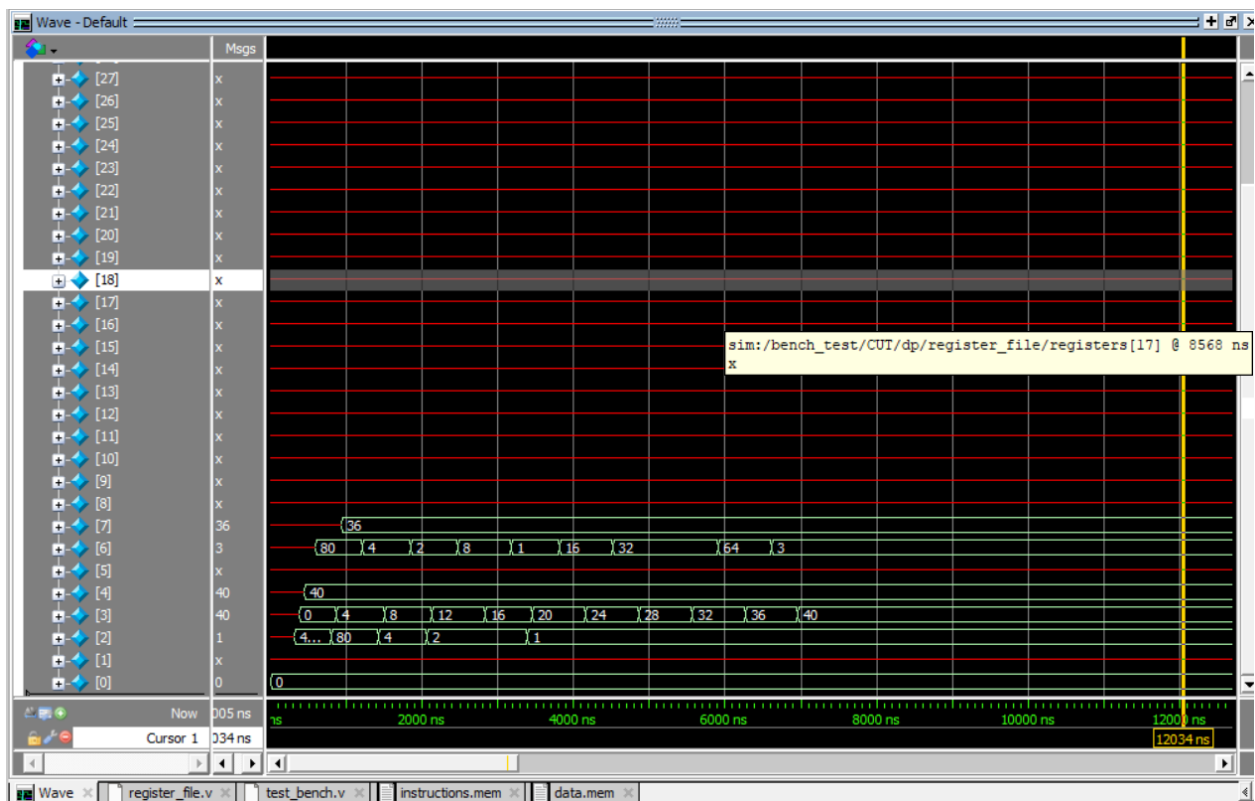 Wave - Default
Msgs
[27] x
[26] x
[25] x
[24] x
[23] x
[22] x
[21] x
[20] x
[19] x
[18] x
[17] x
[16] x
sim:/bench_test/CUT/dp/register_file/registers[17] @ 8568 ns
x
[15] x
[14] x
[13] x
[12] x
[11] x
[10] x
[9] x
[8] x
[7] 36 36
[6] 3 80 4 2 8 1 16 32 64 3
[5] x
[4] 40 40
[3] 40 0 4 8 12 16 20 24 28 32 36 40
[2] 1 4... 80 4 2 1
[1] x
[0] 0 0
Now 005 ns ns 2000 ns 4000 ns 6000 ns 8000 ns 10000 ns 12000 ns
Cursor 1 034 ns 12034 ns
Wave register_file.v test_bench.v instructions.mem data.mem